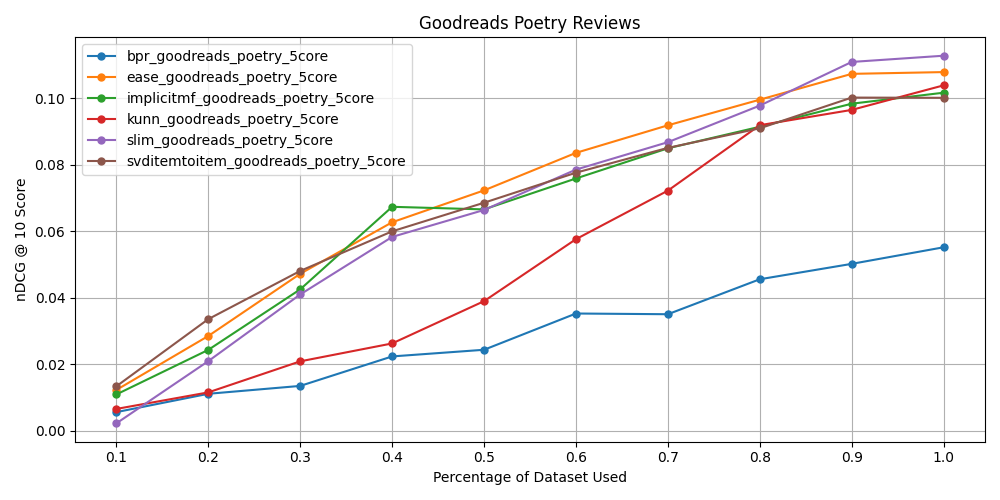 Goodreads Poetry Reviews
bpr_goodreads_poetry_5core
ease_goodreads_poetry_5core
implicitmf_goodreads_poetry_5core
kunn_goodreads_poetry_5core
slim_goodreads_poetry_5core
svditemtoitem_goodreads_poetry_5core
nDCG @ 10 Score
0.10
0.08
0.06
0.04
0.02
0.00
0.1 0.2 0.3 0.4 0.5 0.6 0.7 0.8 0.9 1.0
Percentage of Dataset Used